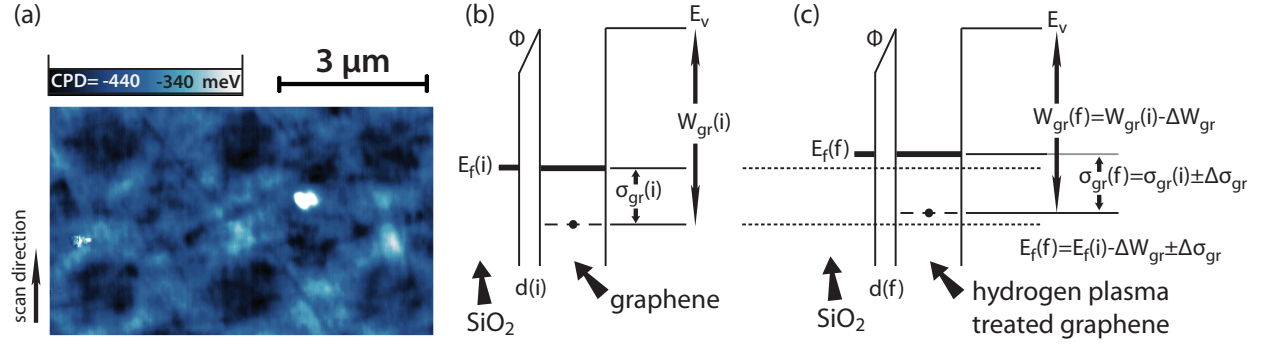 (a)
CPD= -440 -340 meV
3 μm
scan direction
(b)
Φ
E_v
W_gr(i)
E_f(i)
σ_gr(i)
d(i)
SiO₂
graphene
(c)
Φ
E_v
W_gr(f)=W_gr(i)-ΔW_gr
E_f(f)
σ_gr(f)=σ_gr(i)±Δσ_gr
E_f(f)=E_f(i)-ΔW_gr±Δσ_gr
d(f)
SiO₂
hydrogen plasma
treated graphene